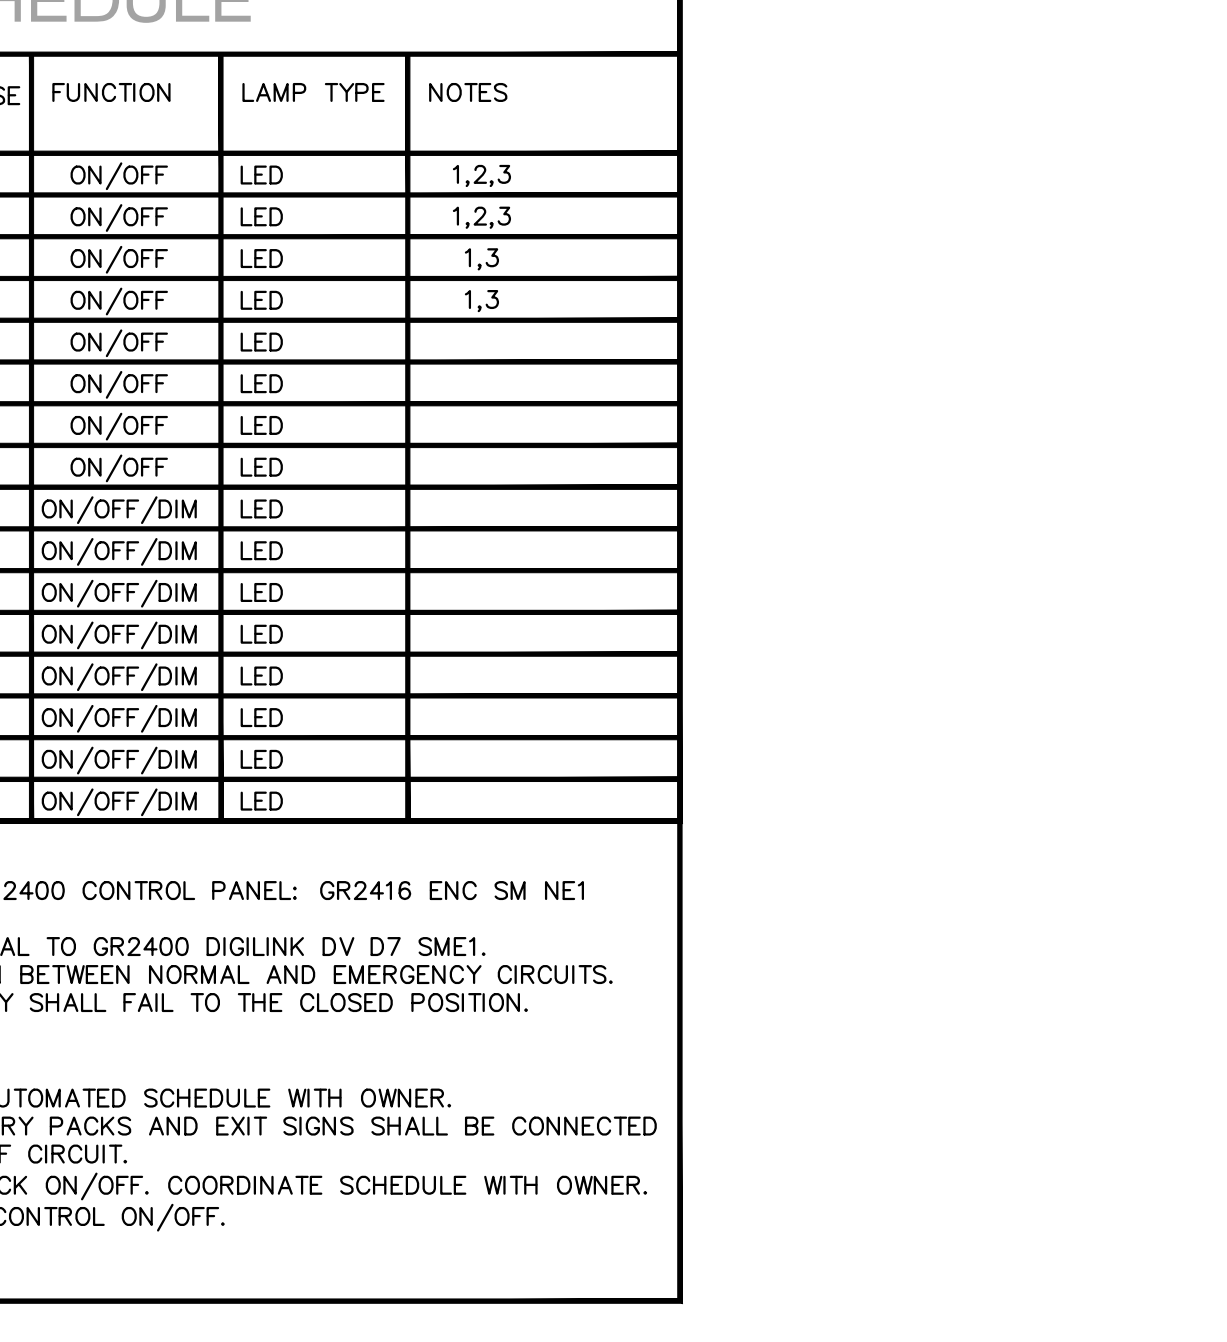 HEDULE
SE FUNCTION LAMP TYPE NOTES
ON/OFF LED 1,2,3
ON/OFF LED 1,2,3
ON/OFF LED 1,3
ON/OFF LED 1,3
ON/OFF LED
ON/OFF LED
ON/OFF LED
ON/OFF LED
ON/OFF/DIM LED
ON/OFF/DIM LED
ON/OFF/DIM LED
ON/OFF/DIM LED
ON/OFF/DIM LED
ON/OFF/DIM LED
ON/OFF/DIM LED
ON/OFF/DIM LED
2400 CONTROL PANEL: GR2416 ENC SM NE1
AL TO GR2400 DIGILINK DV D7 SME1.
BETWEEN NORMAL AND EMERGENCY CIRCUITS.
Y SHALL FAIL TO THE CLOSED POSITION.
UTOMATED SCHEDULE WITH OWNER.
RY PACKS AND EXIT SIGNS SHALL BE CONNECTED
F CIRCUIT.
CK ON/OFF. COORDINATE SCHEDULE WITH OWNER.
CONTROL ON/OFF.